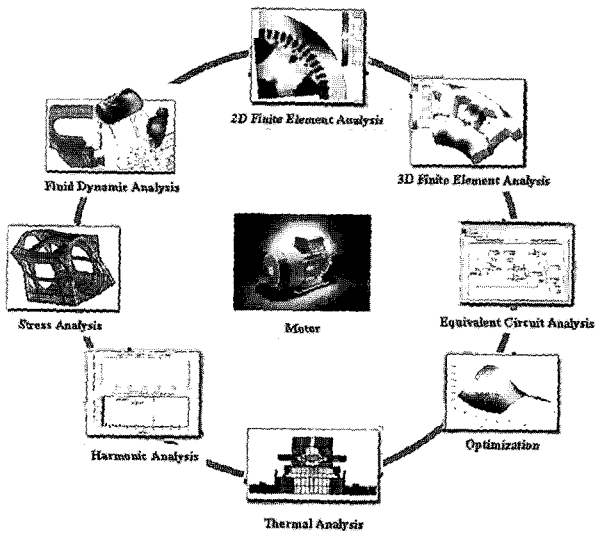 2D Finite Element Analysis
3D Finite Element Analysis
Fluid Dynamic Analysis
Stress Analysis
Motor
Equivalent Circuit Analysis
Harmonic Analysis
Optimization
Thermal Analysis